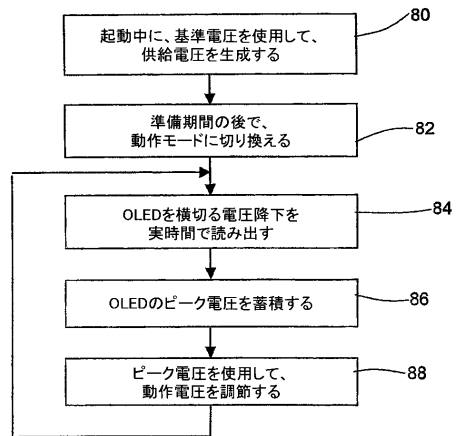 起動中に、基準電圧を使用して、
供給電圧を生成する
80
準備期間の後で、
動作モードに切り換える
82
OLEDを横切る電圧降下を
実時間で読み出す
84
OLEDのピーク電圧を蓄積する
86
ピーク電圧を使用して、
動作電圧を調節する
88